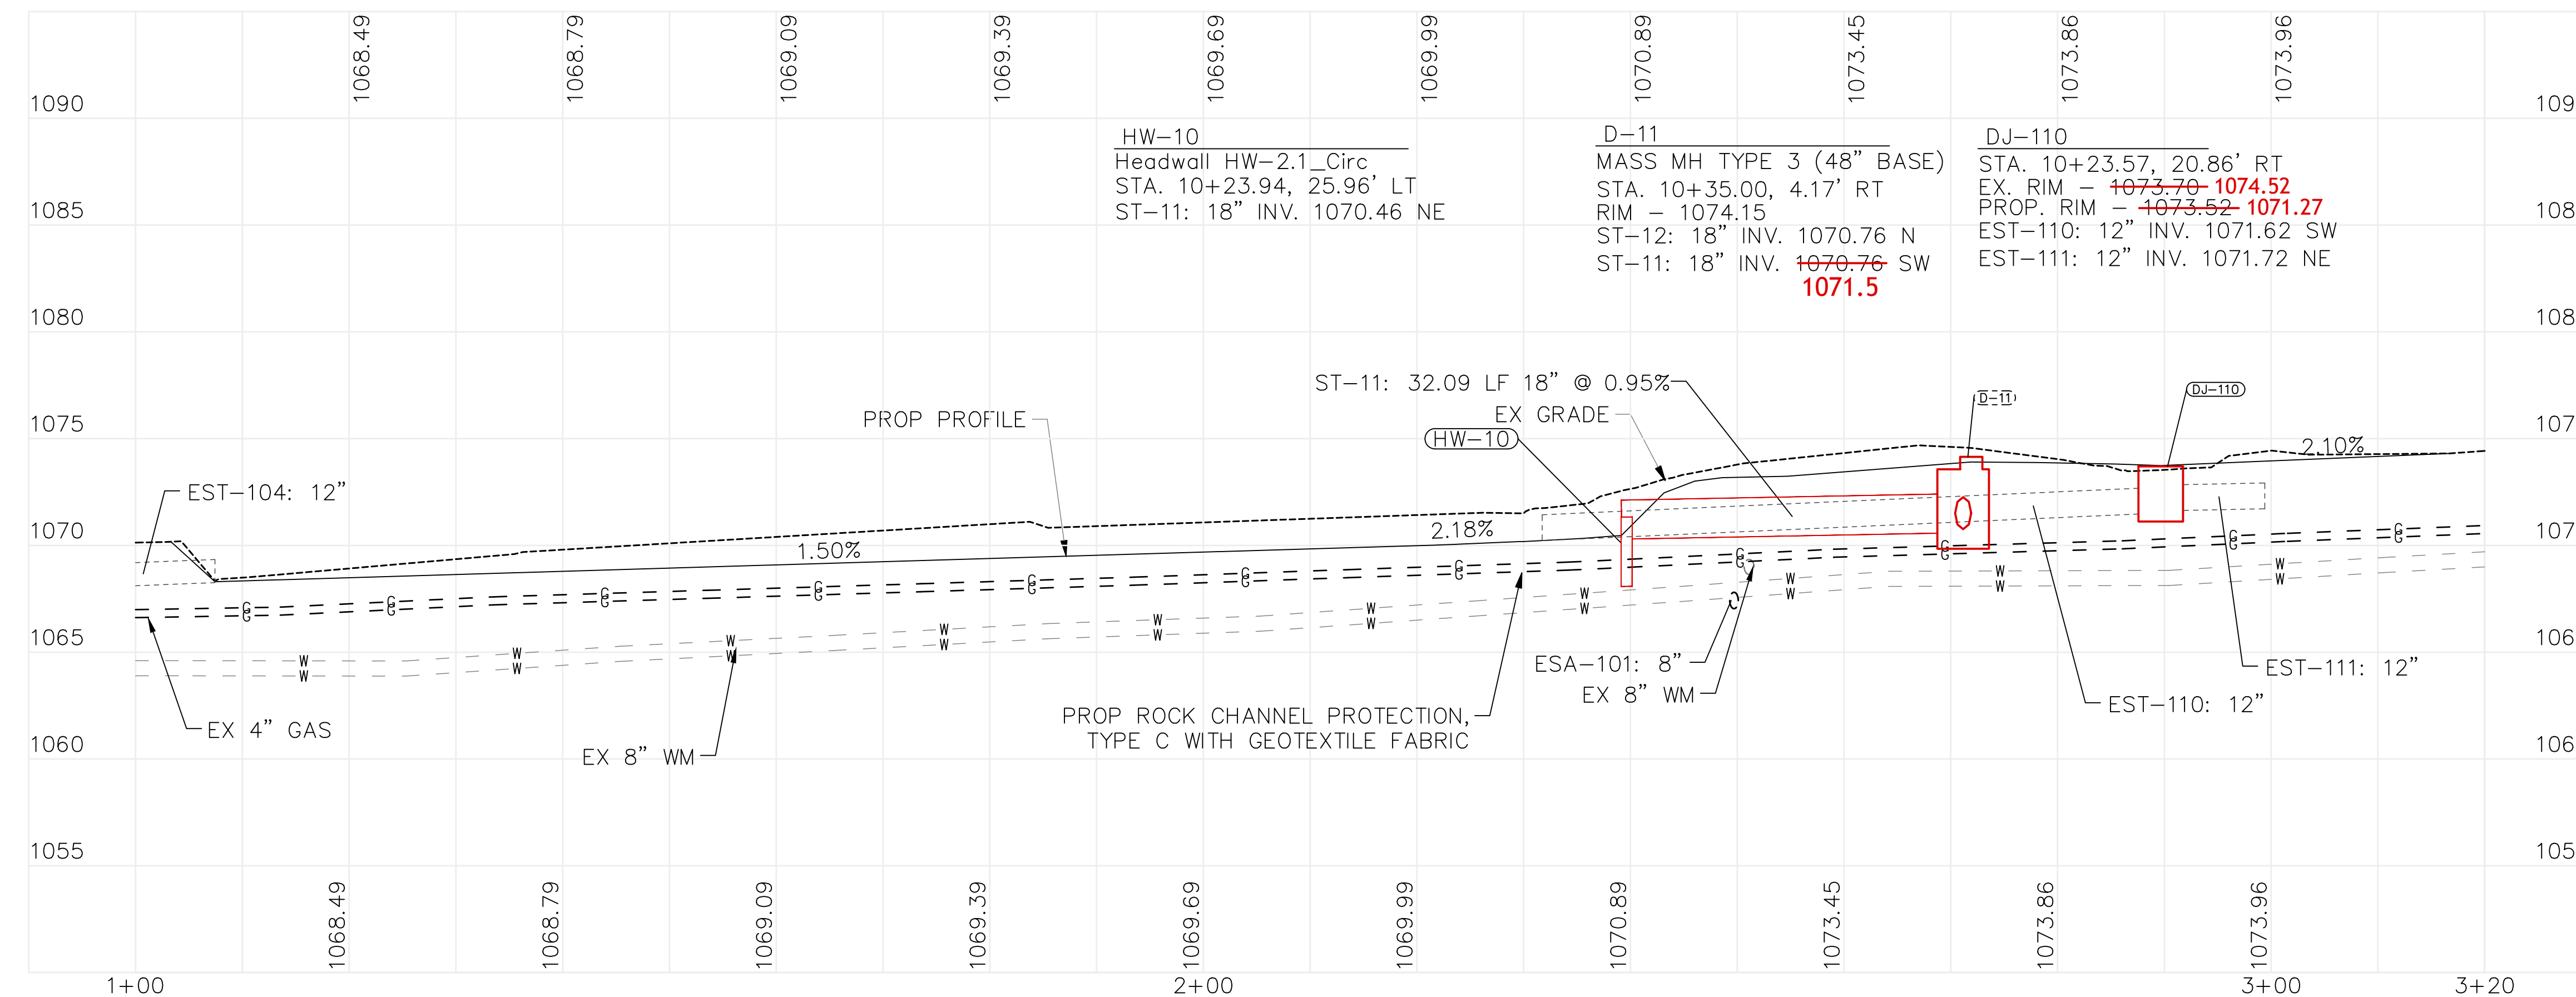 1068.49
1068.79
1069.09
1069.39
1069.69
1069.99
1070.89
1073.45
1073.86
1073.96
1090
109
HW-10
Headwall HW-2.1_Circ
STA. 10+23.94, 25.96' LT
ST-11: 18" INV. 1070.46 NE
D-11
MASS MH TYPE 3 (48" BASE)
STA. 10+35.00, 4.17' RT
RIM - 1074.15
ST-12: 18" INV. 1070.76 N
ST-11: 18" INV. 1070.76 SW
1071.5
DJ-110
STA. 10+23.57, 20.86' RT
EX. RIM - 1073.70 1074.52
PROP. RIM - 1073.52 1071.27
EST-110: 12" INV. 1071.62 SW
EST-111: 12" INV. 1071.72 NE
1085
108
1080
108
ST-11: 32.09 LF 18" @ 0.95%
D-11
DJ-110
PROP PROFILE
EX GRADE
1075
HW-10
2.10%
107
EST-104: 12"
1070
1.50%
2.18%
107
G G G G G G G G G G G
G G G G G G G G G G G
W W W W W W W W W W
W W W W W W W W W W
1065
106
ESA-101: 8"
EX 8" WM
EST-111: 12"
EST-110: 12"
PROP ROCK CHANNEL PROTECTION,
TYPE C WITH GEOTEXTILE FABRIC
EX 4" GAS
EX 8" WM
1060
106
1055
105
1068.49
1068.79
1069.09
1069.39
1069.69
1069.99
1070.89
1073.45
1073.86
1073.96
1+00
2+00
3+00
3+20